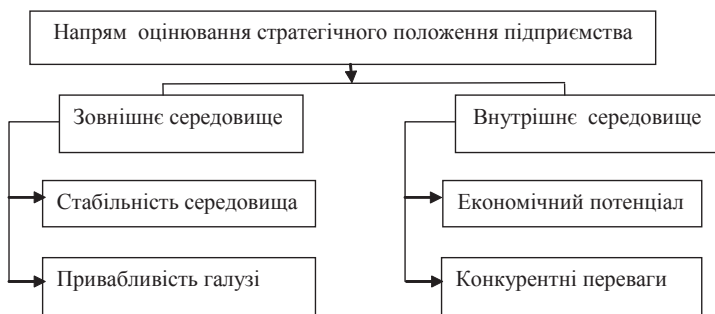 Напрям оцінювання стратегічного положення підприємства
Зовнішнє середовище
Внутрішнє середовище
Стабільність середовища
Економічний потенціал
Привабливість галузі
Конкурентні переваги